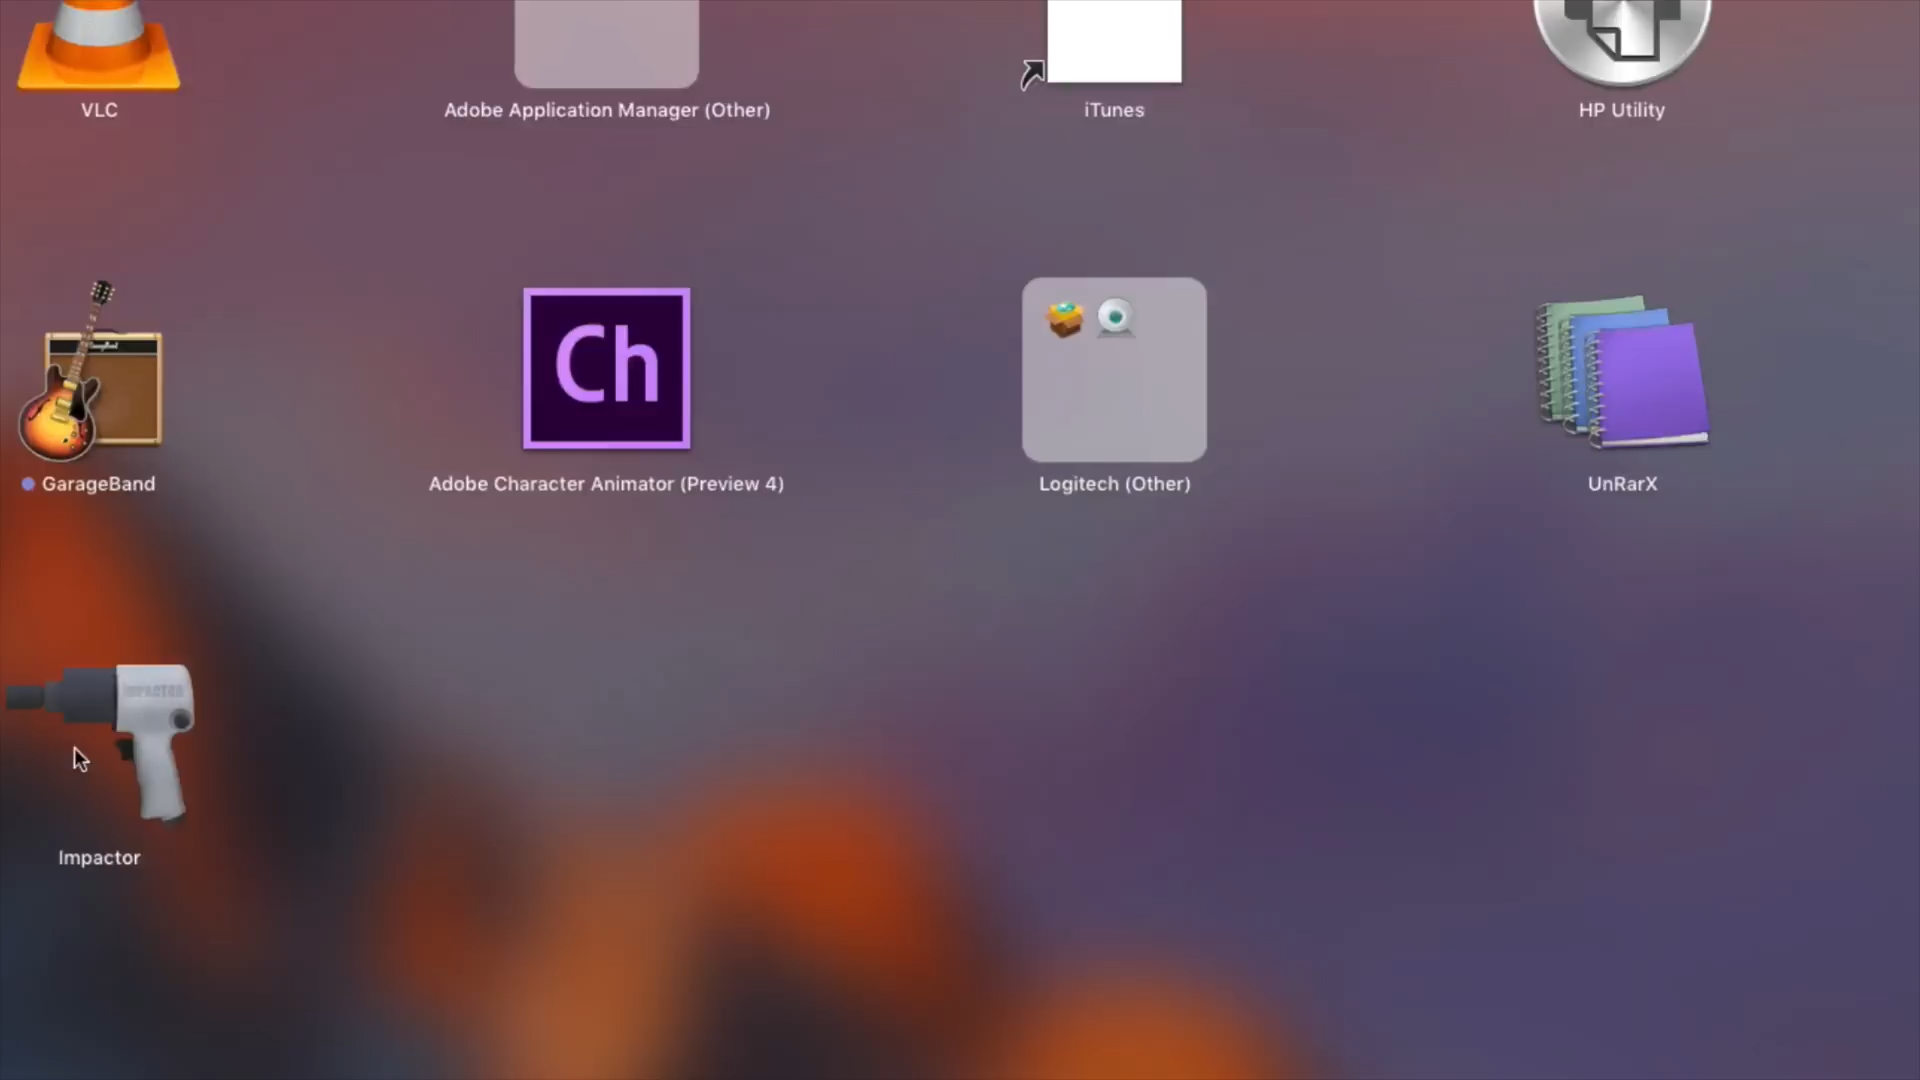 VLC
Adobe Application Manager (Other)
iTunes
HP Utility
Ch
GarageBand
Adobe Character Animator (Preview 4)
Logitech (Other)
UnRarX
IMPACTOR
Impactor